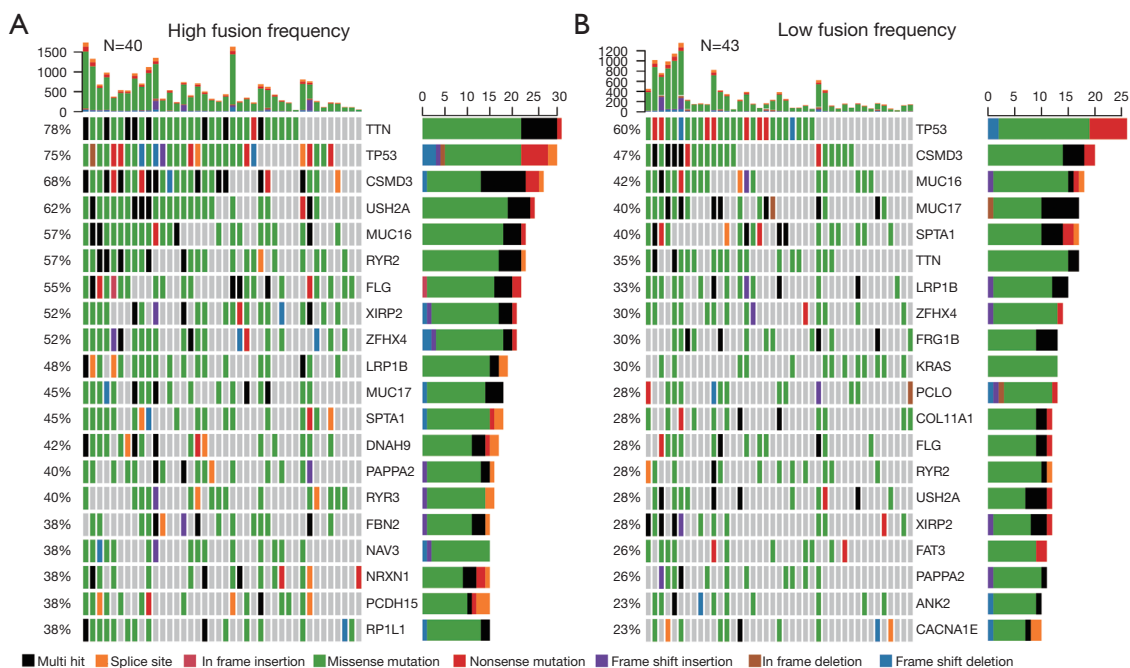 A High fusion frequency
N=40
1500
1000
500
0
0 5 10 15 20 25 30
78% TTN
75% TP53
68% CSMD3
62% USH2A
57% MUC16
57% RYR2
55% FLG
52% XIRP2
52% ZFHX4
48% LRP1B
45% MUC17
45% SPTA1
42% DNAH9
40% PAPPA2
40% RYR3
38% FBN2
38% NAV3
38% NRXN1
38% PCDH15
38% RP1L1
B Low fusion frequency
N=43
1200
1000
800
600
400
200
0
0 5 10 15 20 25
60% TP53
47% CSMD3
42% MUC16
40% MUC17
40% SPTA1
35% TTN
33% LRP1B
30% ZFHX4
30% FRG1B
30% KRAS
28% PCLO
28% COL11A1
28% FLG
28% RYR2
28% USH2A
28% XIRP2
26% FAT3
26% PAPPA2
23% ANK2
23% CACNA1E
Multi hit Splice site In frame insertion Missense mutation Nonsense mutation Frame shift insertion In frame deletion Frame shift deletion